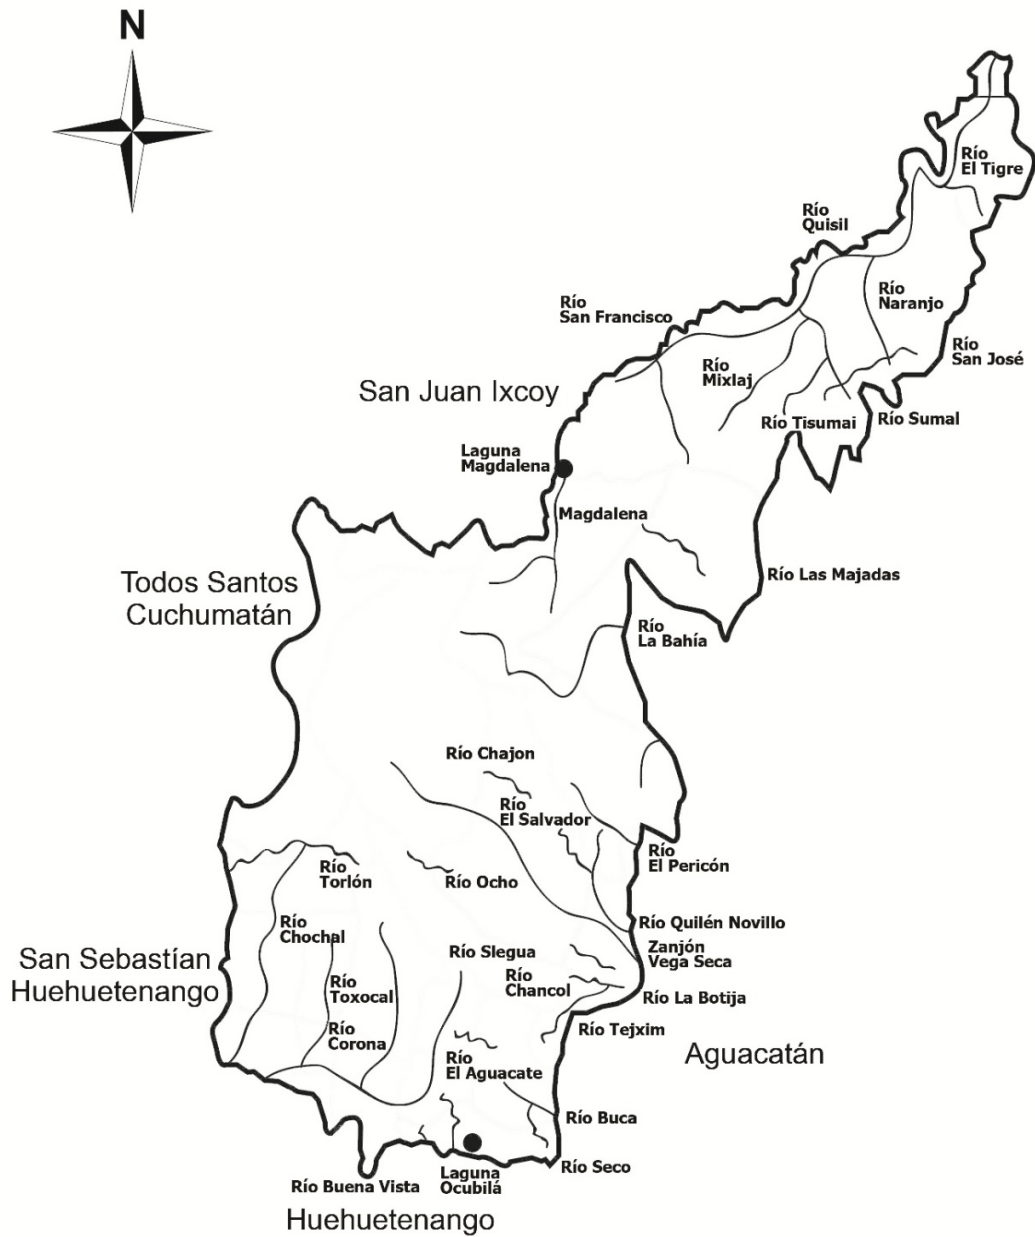 N
Río
El Tigre
Río
Quisil
Río
Naranjo
Río
San Francisco
Río
San José
Río
Mixlaj
San Juan Ixcoy
Río Tisumai
Río Sumal
Laguna
Magdalena
Magdalena
Río Las Majadas
Todos Santos
Cuchumatán
Río
La Bahía
Río Chajon
Río
El Salvador
Río
El Pericón
Río
Torlón
Río Ocho
Río
Chochal
Río Quilén Novillo
San Sebastían
Huehuetenango
Río Slegua
Zanjón
Vega Seca
Río
Chancol
Río
Toxocal
Río La Botija
Río
Corona
Río Tejxim
Aguacatán
Río
El Aguacate
Río Buca
Río Seco
Laguna
Ocubilá
Río Buena Vista
Huehuetenango